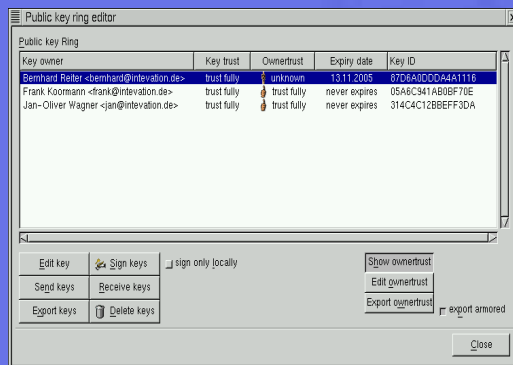 Public key ring editor
Public key Ring
Key owner Key trust Ownertrust Expiry date Key ID
Bernhard Reiter <bernhard@intevation.de> trust fully unknown 13.11.2005 87D6A0DDDA4A1116
Frank Koormann <frank@intevation.de> trust fully trust fully never expires 05A6C941AB0BF70E
Jan-Oliver Wagner <jan@intevation.de> trust fully trust fully never expires 314C4C12BBEFF3DA
Edit key Sign keys sign only locally Show ownertrust
Send keys Receive keys Edit ownertrust
Export keys Delete keys Export ownertrust export armored
Close